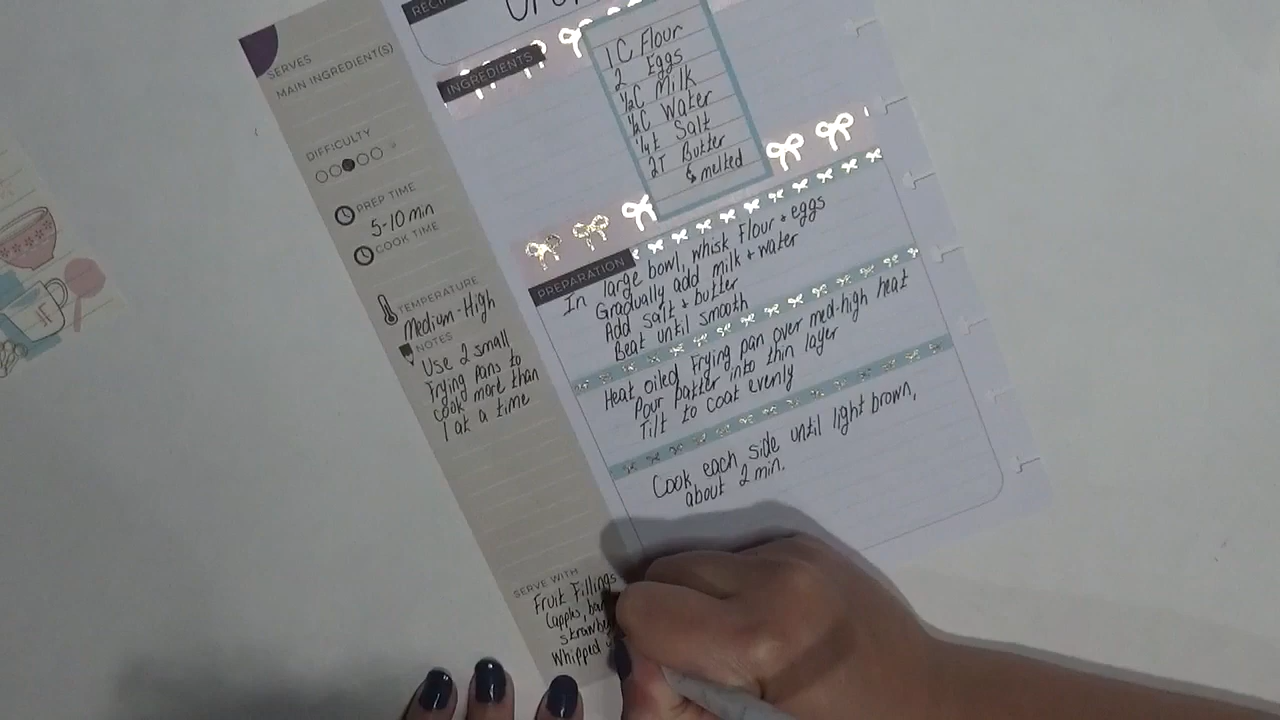 SERVES
MAIN INGREDIENT(S)
DIFFICULTY
PREP TIME
5-10 min
COOK TIME
TEMPERATURE
Medium-High
NOTES
Use 2 small
Frying pans to
cook more than
1 at a time
SERVE WITH
Fruit Fillings
Whipped
INGREDIENTS
1 C Flour
2 Eggs
½C Milk
½C Water
¼t Salt
2T Butter
↳ melted
PREPARATION
In large bowl, whisk Flour + eggs
Gradually add milk + water
Add salt + butter
Beat until smooth
Heat oiled Frying pan over med-high heat
Pour batter into thin layer
Tilt to coat evenly
Cook each side until light brown,
about 2 min.